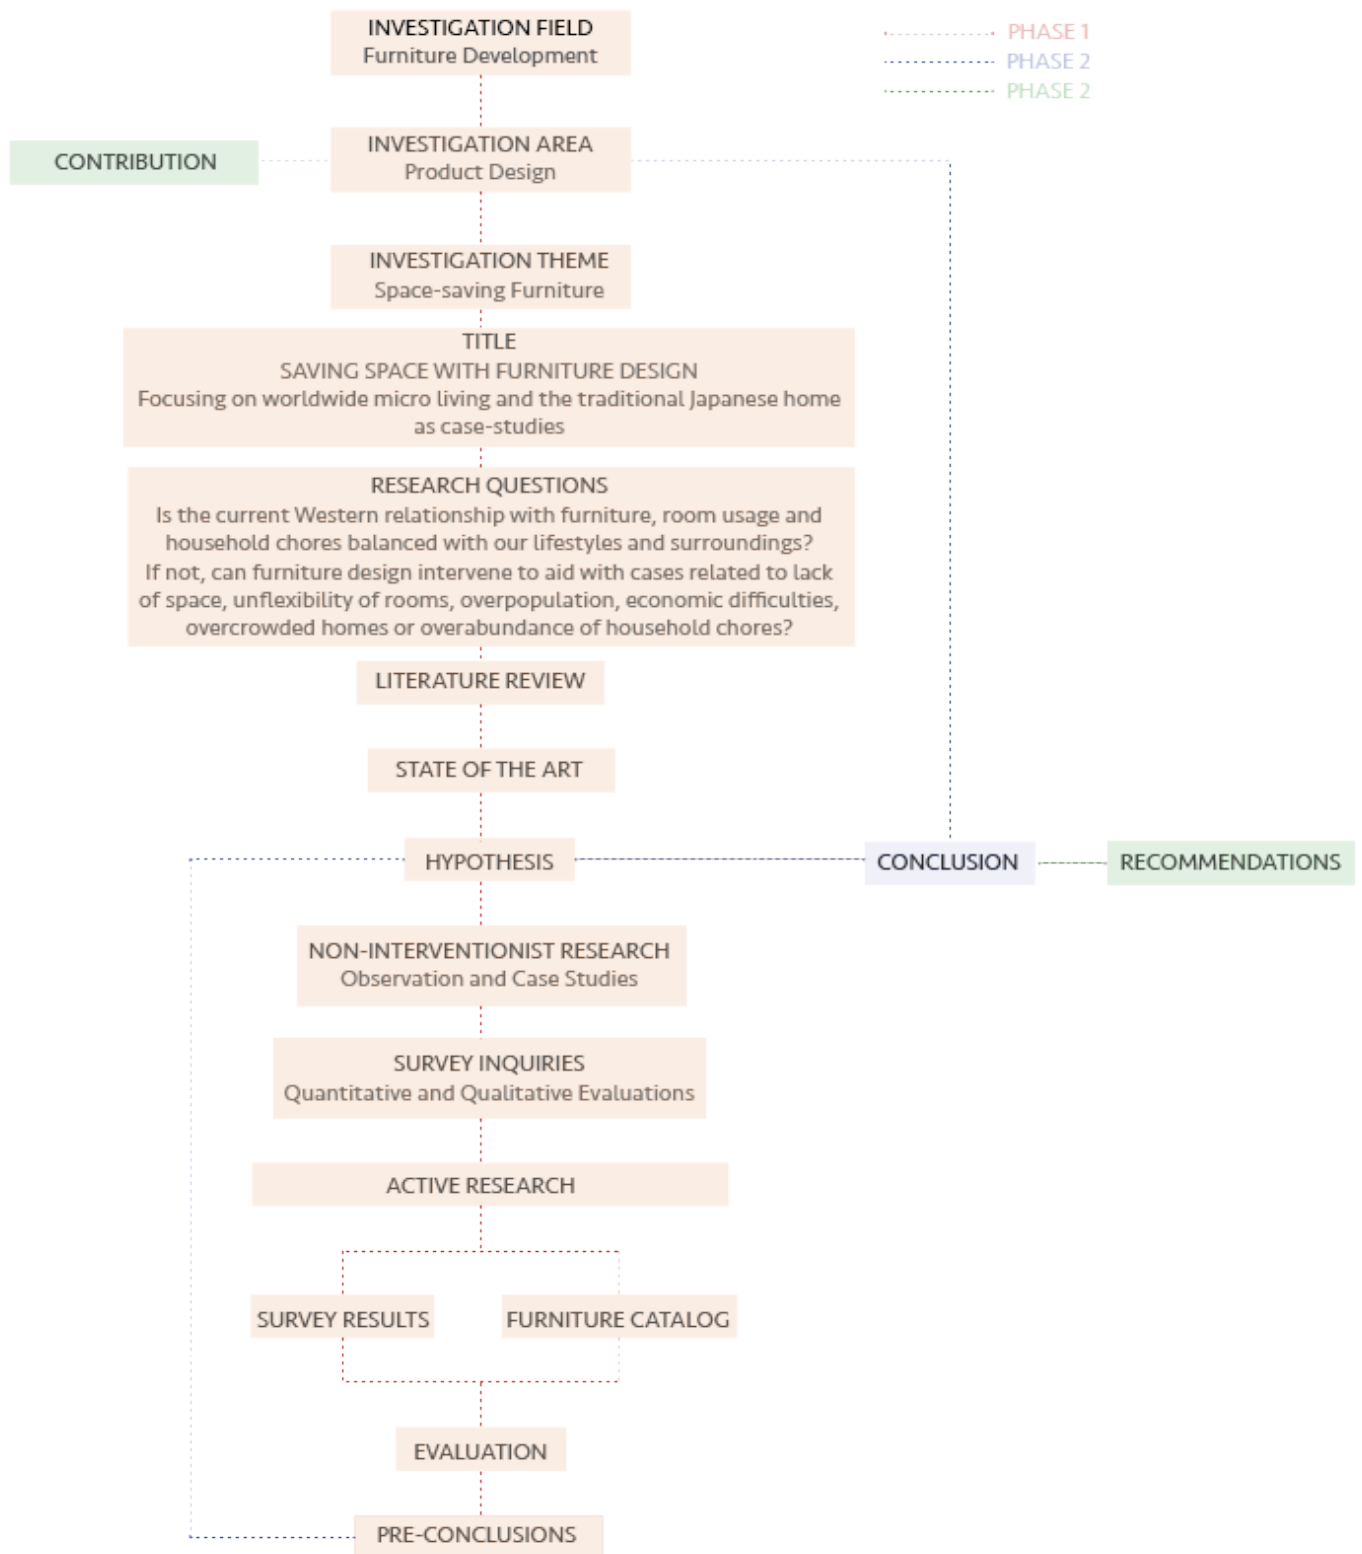 INVESTIGATION FIELD
Furniture Development
PHASE 1
PHASE 2
PHASE 2
CONTRIBUTION
INVESTIGATION AREA
Product Design
INVESTIGATION THEME
Space-saving Furniture
TITLE
SAVING SPACE WITH FURNITURE DESIGN
Focusing on worldwide micro living and the traditional Japanese home
as case-studies
RESEARCH QUESTIONS
Is the current Western relationship with furniture, room usage and
household chores balanced with our lifestyles and surroundings?
If not, can furniture design intervene to aid with cases related to lack
of space, unflexibility of rooms, overpopulation, economic difficulties,
overcrowded homes or overabundance of household chores?
LITERATURE REVIEW
STATE OF THE ART
HYPOTHESIS
CONCLUSION
RECOMMENDATIONS
NON-INTERVENTIONIST RESEARCH
Observation and Case Studies
SURVEY INQUIRIES
Quantitative and Qualitative Evaluations
ACTIVE RESEARCH
SURVEY RESULTS
FURNITURE CATALOG
EVALUATION
PRE-CONCLUSIONS